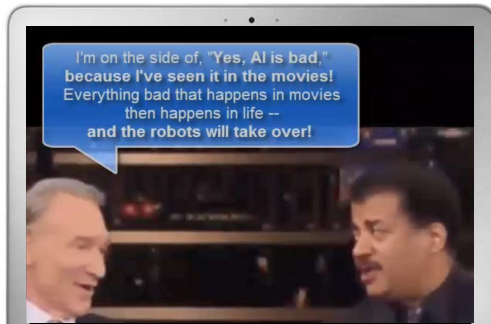 I'm on the side of, "Yes, AI is bad,"
because I've seen it in the movies!
Everything bad that happens in movies
then happens in life --
and the robots will take over!